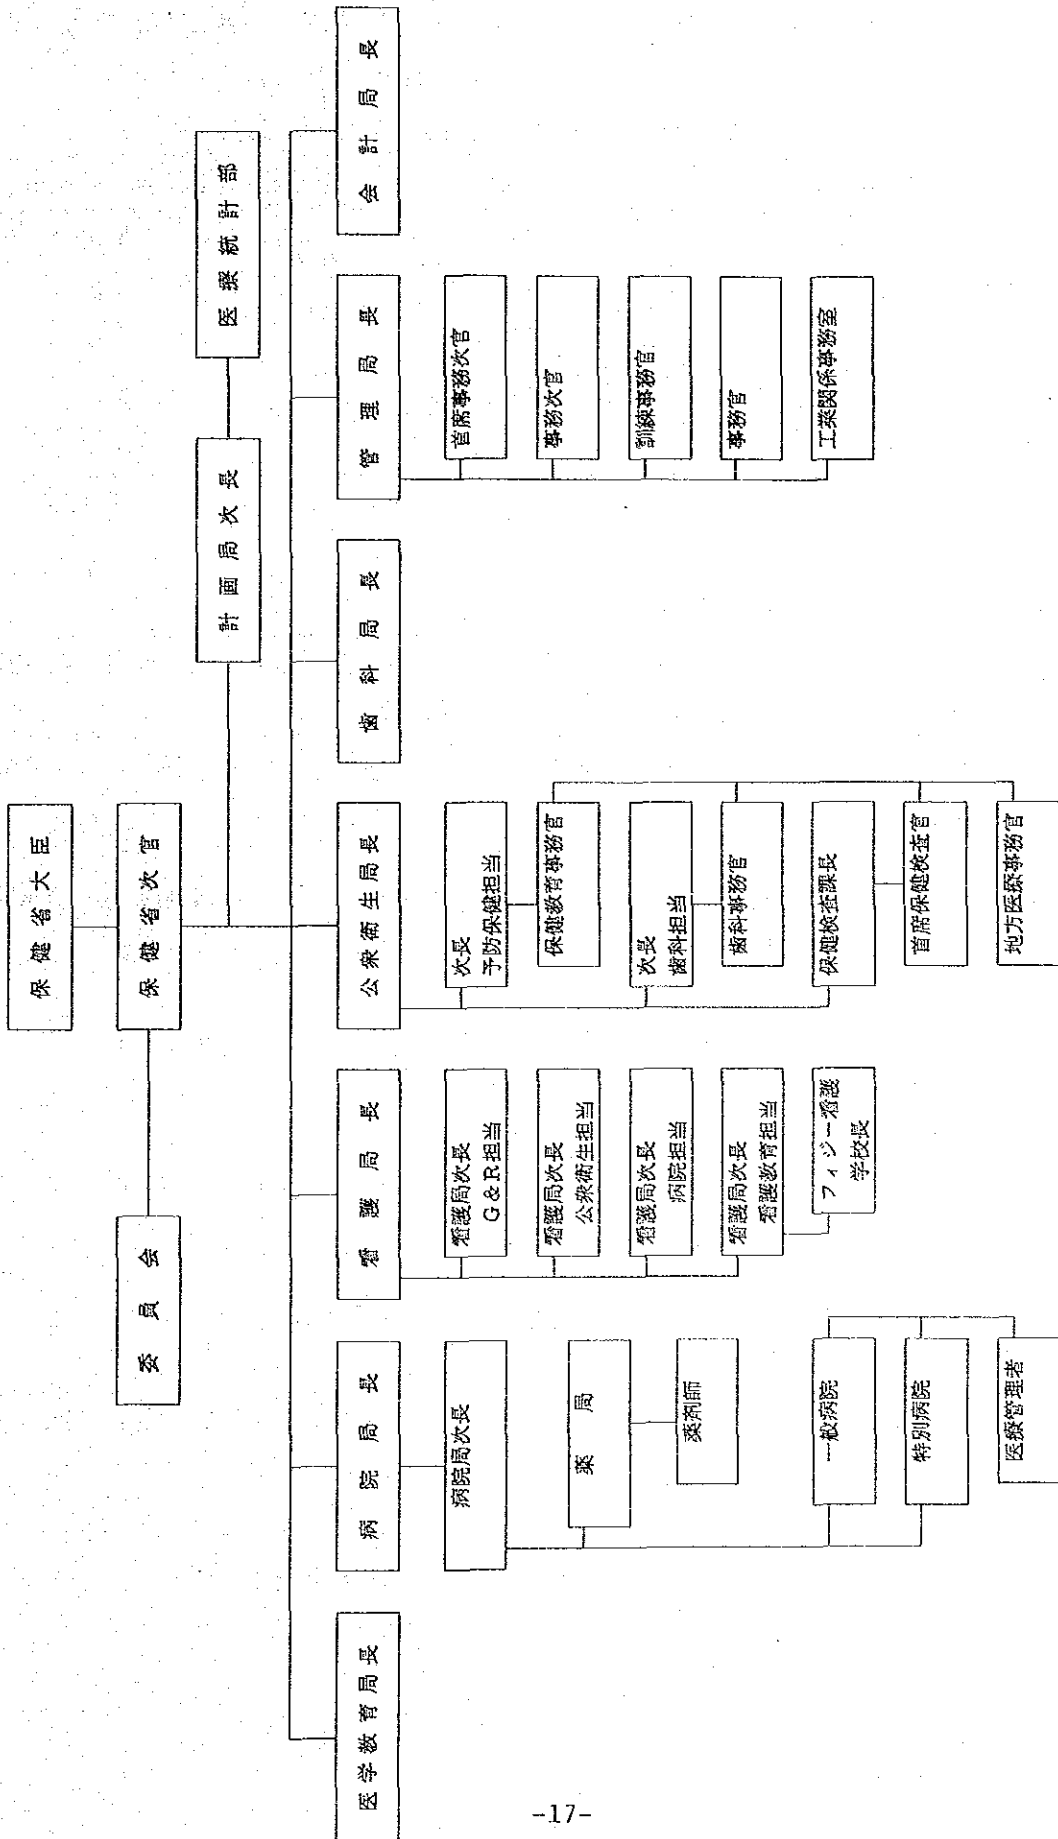 保健省大臣
保健省次官
委員会
計画局次長
医療統計部
医学教育局長
病院局長
看護局長
公衆衛生局長
歯科局長
管理局長
会計局長
病院局次長
薬局
薬剤師
一般病院
特別病院
医療管理者
看護局次長
G&R担当
看護局次長
公衆衛生担当
看護局次長
病院担当
看護局次長
看護教育担当
フィジー看護
学校長
次長
予防保健担当
保健教育事務官
次長
歯科担当
歯科事務官
保健検査課長
首席保健検査官
地方医療事務官
首席事務次官
事務次官
訓練事務官
事務官
工業関係事務室
-17-